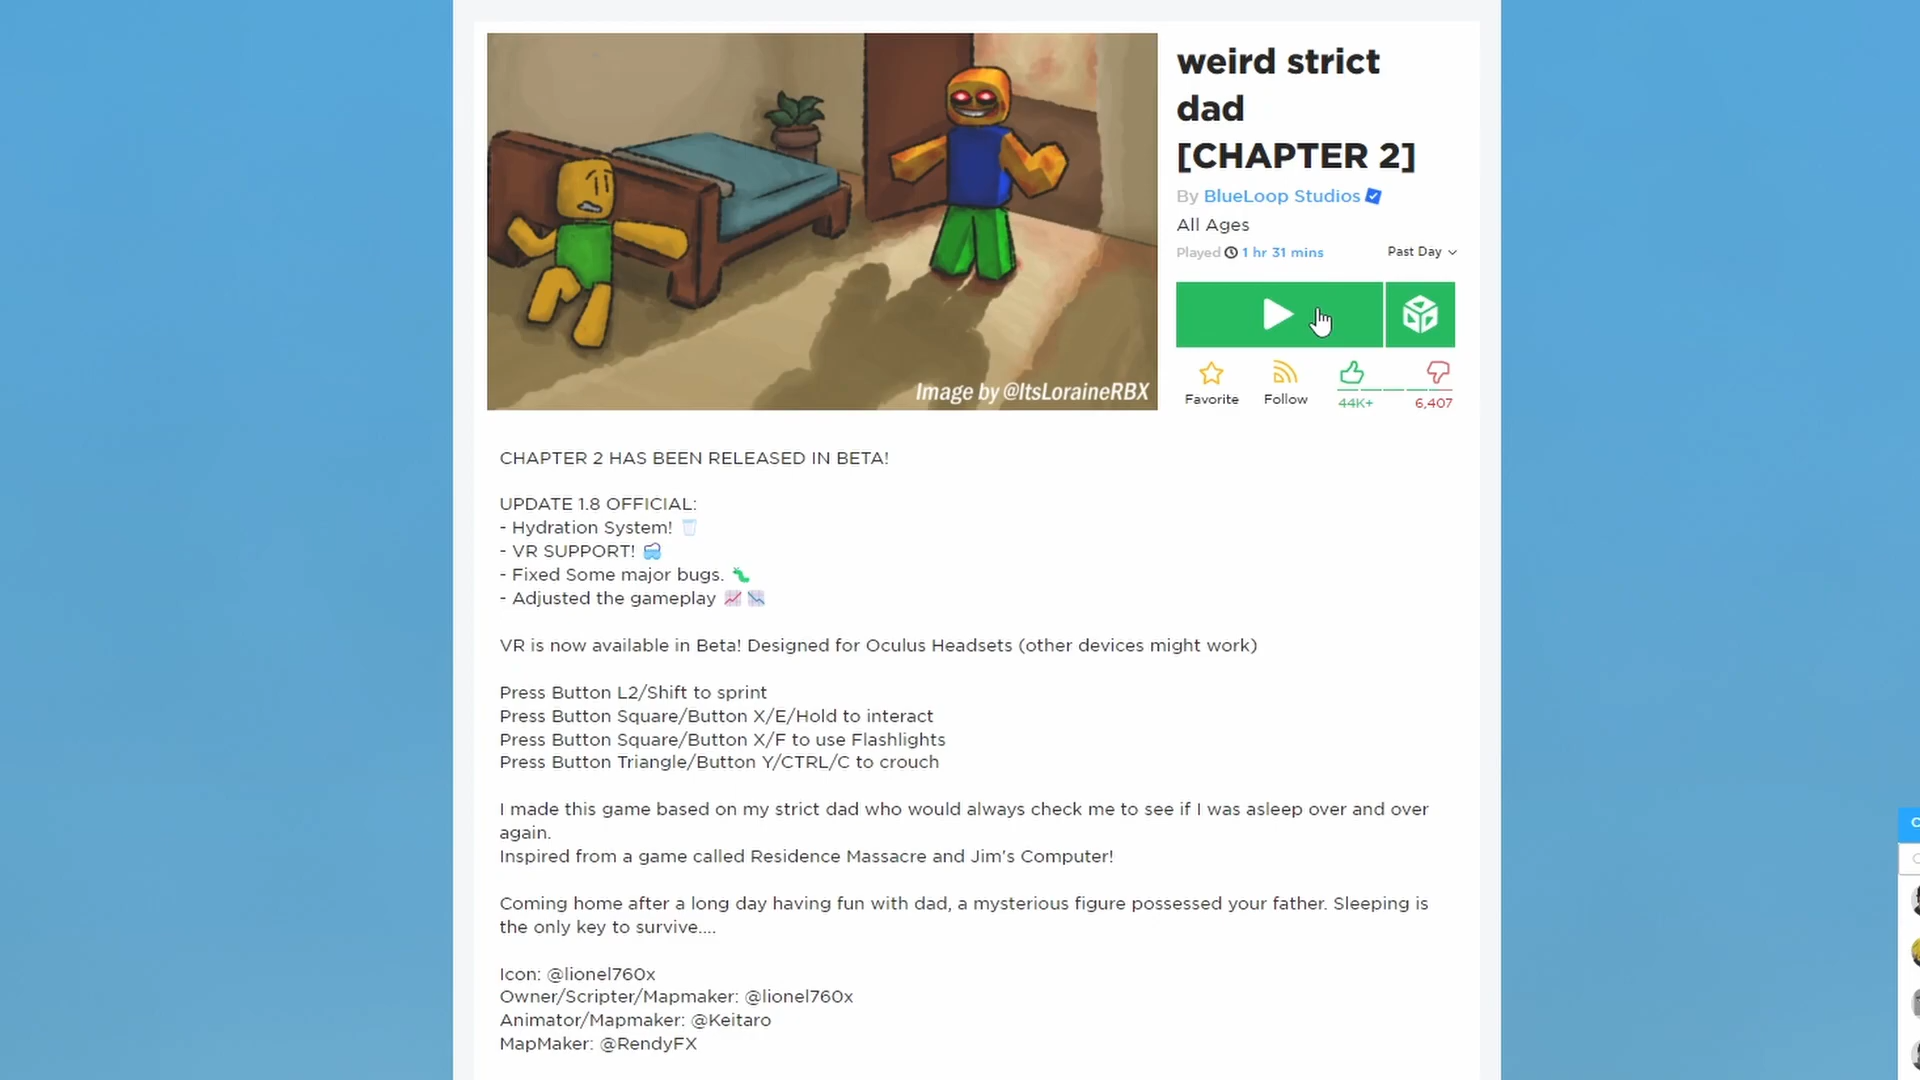 weird strict
dad
[CHAPTER 2]
By BlueLoop Studios
All Ages
Played 1 hr 31 mins
Past Day
Favorite
Follow
44K+
6,407
Image by @ItsLoraineRBX
CHAPTER 2 HAS BEEN RELEASED IN BETA!
UPDATE 1.8 OFFICIAL:
- Hydration System! 🥛
- VR SUPPORT! 🥽
- Fixed Some major bugs. 🐛
- Adjusted the gameplay 📈📉
VR is now available in Beta! Designed for Oculus Headsets (other devices might work)
Press Button L2/Shift to sprint
Press Button Square/Button X/E/Hold to interact
Press Button Square/Button X/F to use Flashlights
Press Button Triangle/Button Y/CTRL/C to crouch
I made this game based on my strict dad who would always check me to see if I was asleep over and over
again.
Inspired from a game called Residence Massacre and Jim's Computer!
Coming home after a long day having fun with dad, a mysterious figure possessed your father. Sleeping is
the only key to survive....
Icon: @lionel760x
Owner/Scripter/Mapmaker: @lionel760x
Animator/Mapmaker: @Keitaro
MapMaker: @RendyFX